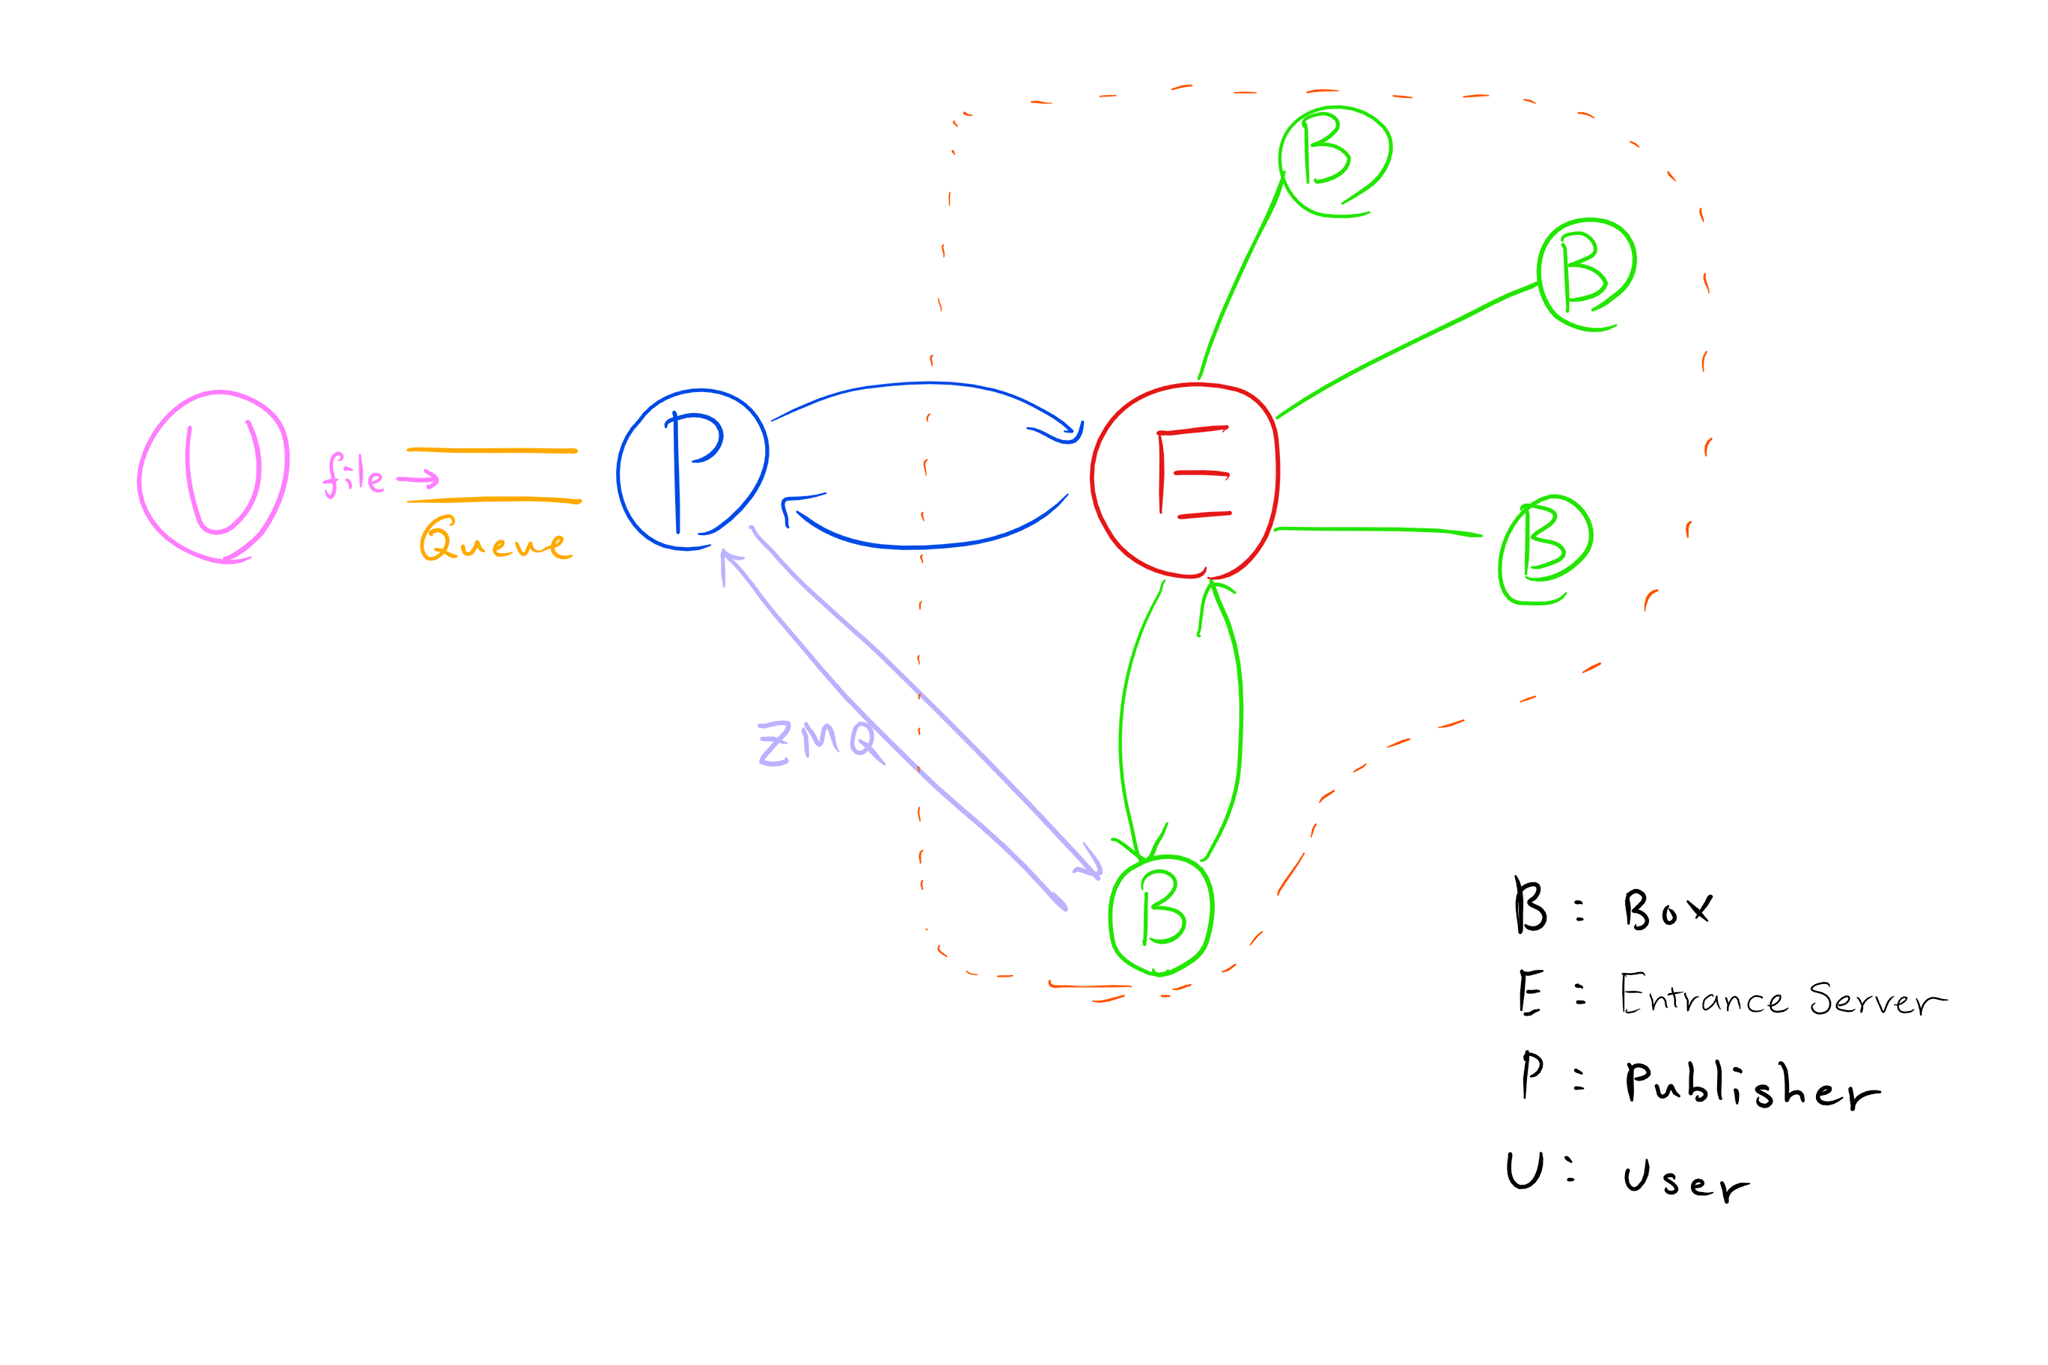 B
B
U
file →
Queue
P
E
B
ZMQ
B
B : Box
E : Entrance Server
P : Publisher
U : User